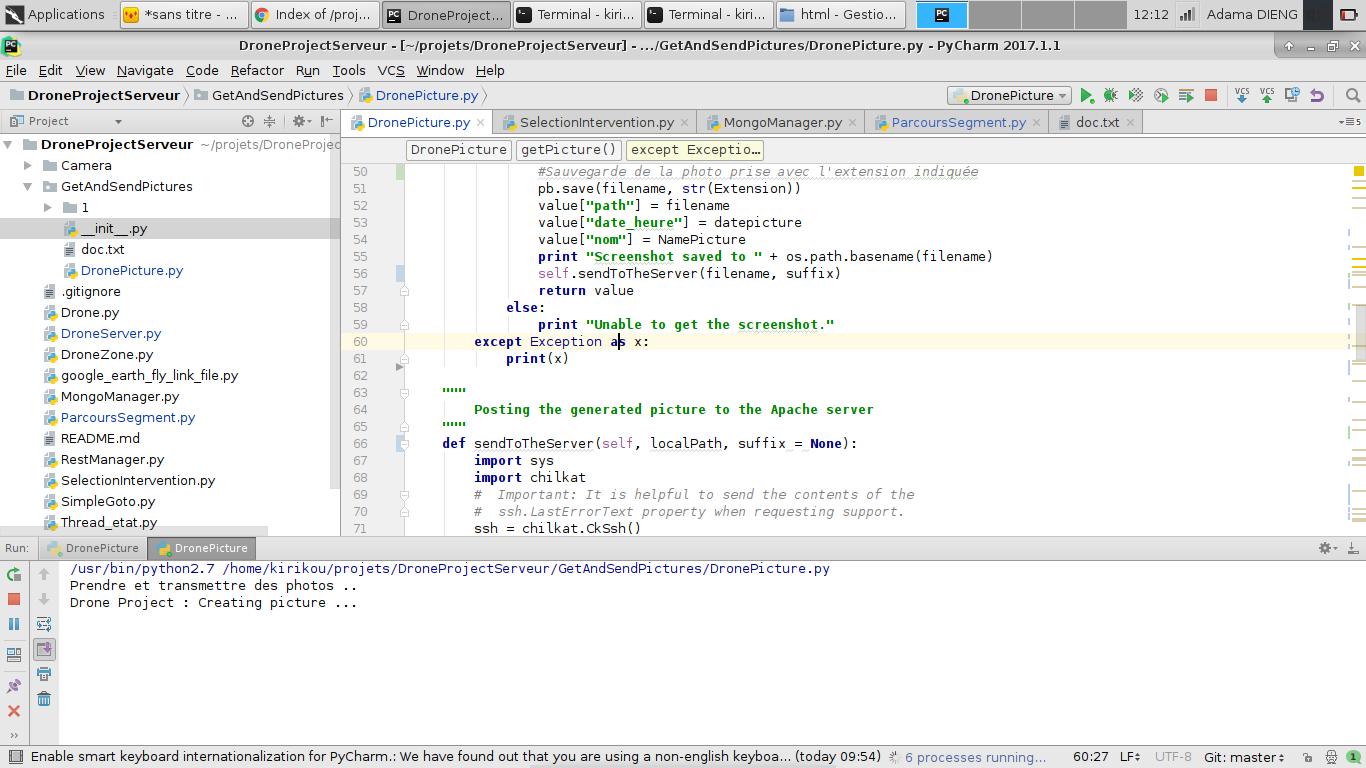 Applications
*sans titre - ...
Index of /proj...
DroneProject...
Terminal - kiri...
Terminal - kiri...
html - Gestio...
12:12
Adama DIENG
DroneProjectServeur - [~/projets/DroneProjectServeur] - .../GetAndSendPictures/DronePicture.py - PyCharm 2017.1.1
File Edit View Navigate Code Refactor Run Tools VCS Window Help
DroneProjectServeur GetAndSendPictures DronePicture.py
DronePicture
VCS VCS
Project
DronePicture.py SelectionIntervention.py MongoManager.py ParcoursSegment.py doc.txt
5
DroneProjectServeur ~/projets/DroneProjec
Camera
GetAndSendPictures
1
__init__.py
doc.txt
DronePicture.py
.gitignore
Drone.py
DroneServer.py
DroneZone.py
google_earth_fly_link_file.py
MongoManager.py
ParcoursSegment.py
README.md
RestManager.py
SelectionIntervention.py
SimpleGoto.py
Thread_etat.py
DronePicture getPicture() except Exceptio...
50 #Sauvegarde de la photo prise avec l'extension indiquée
51 pb.save(filename, str(Extension))
52 value["path"] = filename
53 value["date_heure"] = datepicture
54 value["nom"] = NamePicture
55 print "Screenshot saved to " + os.path.basename(filename)
56 self.sendToTheServer(filename, suffix)
57 return value
58 else:
59 print "Unable to get the screenshot."
60 except Exception as x:
61 print(x)
62
63 """
64 Posting the generated picture to the Apache server
65 """
66 def sendToTheServer(self, localPath, suffix = None):
67 import sys
68 import chilkat
69 # Important: It is helpful to send the contents of the
70 # ssh.LastErrorText property when requesting support.
71 ssh = chilkat.CkSsh()
Run: DronePicture DronePicture
/usr/bin/python2.7 /home/kirikou/projets/DroneProjectServeur/GetAndSendPictures/DronePicture.py
Prendre et transmettre des photos ..
Drone Project : Creating picture ...
Enable smart keyboard internationalization for PyCharm.: We have found out that you are using a non-english keyboa... (today 09:54) 6 processes running... 60:27 LF UTF-8 Git: master 1